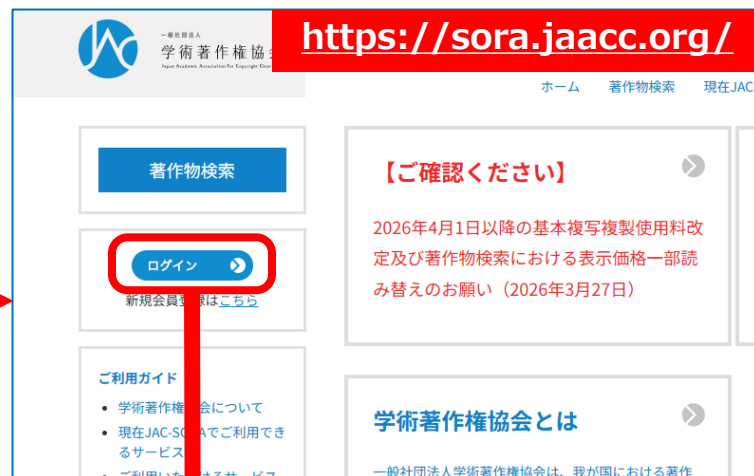 一般社団法人
学術著作権協
Japan Academic Association For Copyright
https://sora.jaacc.org/
ホーム 著作物検索 現在JAC
著作物検索
ログイン
新規会員登録はこちら
ご利用ガイド
学術著作権 会について
現在JAC-SO Aでご利用でき
るサービス
【ご確認ください】
2026年4月1日以降の基本複写複製使用料改
定及び著作物検索における表示価格一部読
み替えのお願い（2026年3月27日）
学術著作権協会とは
一般社団法人学術著作権協会は、我が国における著作